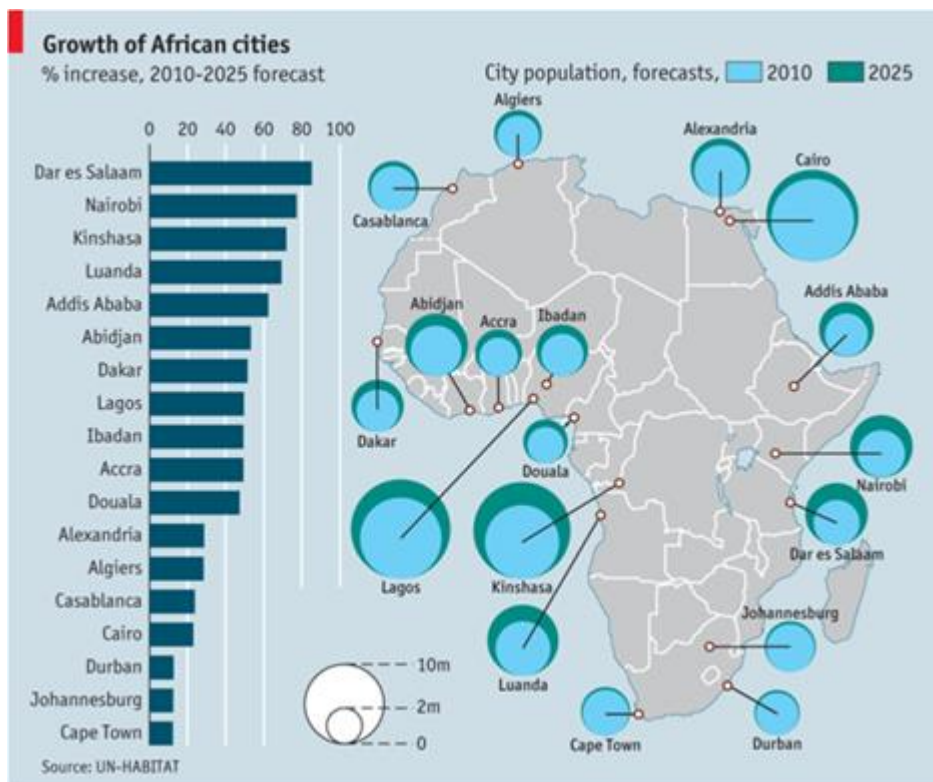 Growth of African cities
% increase, 2010-2025 forecast
0 20 40 60 80 100
Dar es Salaam
Nairobi
Kinshasa
Luanda
Addis Ababa
Abidjan
Dakar
Lagos
Ibadan
Accra
Douala
Alexandria
Algiers
Casablanca
Cairo
Durban
Johannesburg
Cape Town
Source: UN-HABITAT
City population, forecasts, 2010 2025
Algiers
Alexandria
Cairo
Casablanca
Addis Ababa
Abidjan
Accra
Ibadan
Dakar
Douala
Nairobi
Lagos
Kinshasa
Dar es Salaam
Johannesburg
Luanda
Cape Town
Durban
10m
2m
0